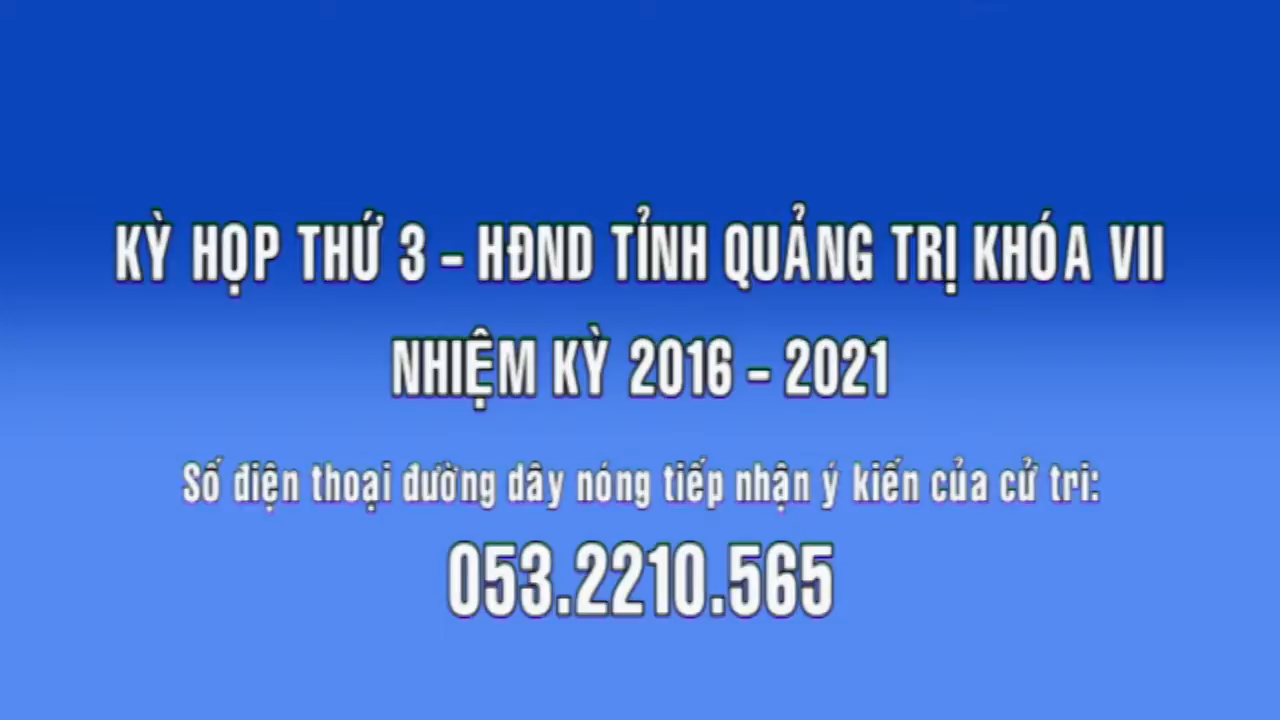 KỲ HỌP THỨ 3 – HĐND TỈNH QUẢNG TRỊ KHÓA VII
NHIỆM KỲ 2016 – 2021
Số điện thoại đường dây nóng tiếp nhận ý kiến của cử tri:
053.2210.565